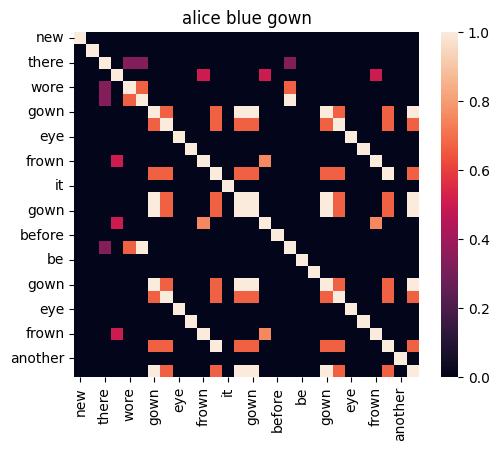 alice blue gown
new
there
wore
gown
eye
frown
it
gown
before
be
gown
eye
frown
another
new
there
wore
gown
eye
frown
it
gown
before
be
gown
eye
frown
another
1.0
0.8
0.6
0.4
0.2
0.0